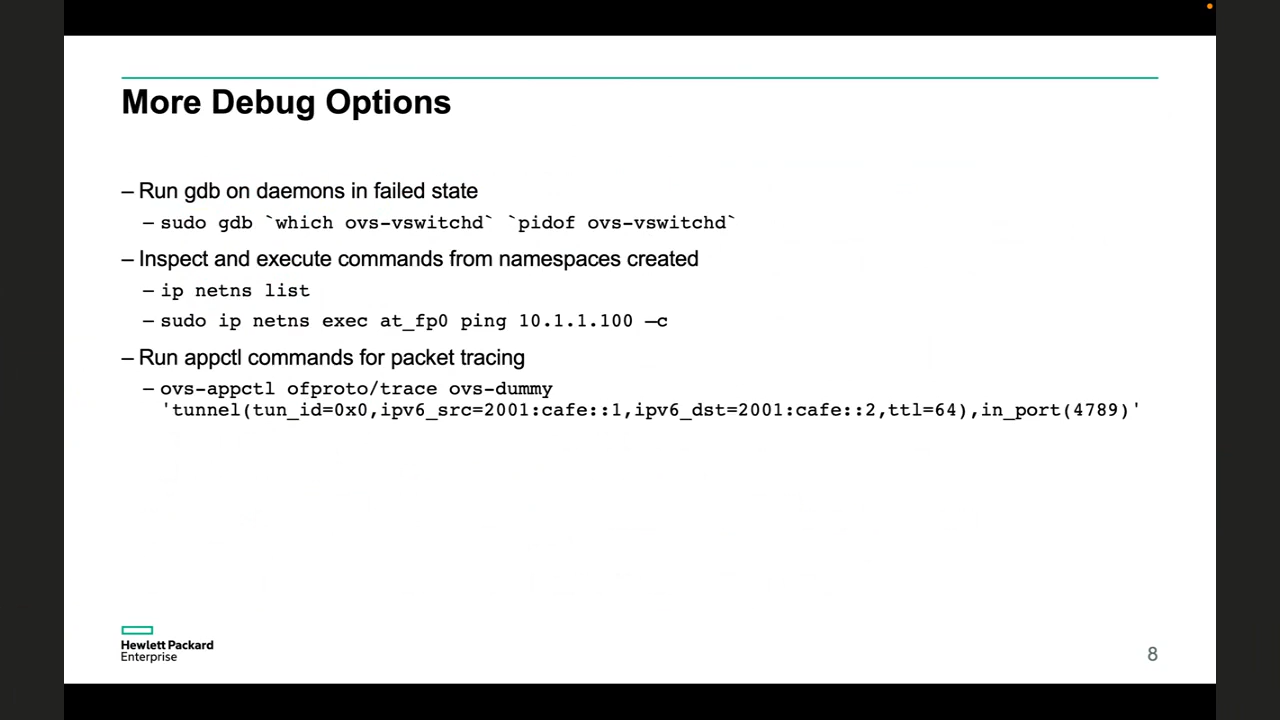 More Debug Options
– Run gdb on daemons in failed state
– sudo gdb `which ovs-vswitchd` `pidof ovs-vswitchd`
– Inspect and execute commands from namespaces created
– ip netns list
– sudo ip netns exec at_fp0 ping 10.1.1.100 –c
– Run appctl commands for packet tracing
– ovs-appctl ofproto/trace ovs-dummy
'tunnel(tun_id=0x0,ipv6_src=2001:cafe::1,ipv6_dst=2001:cafe::2,ttl=64),in_port(4789)'
Hewlett Packard
Enterprise
8